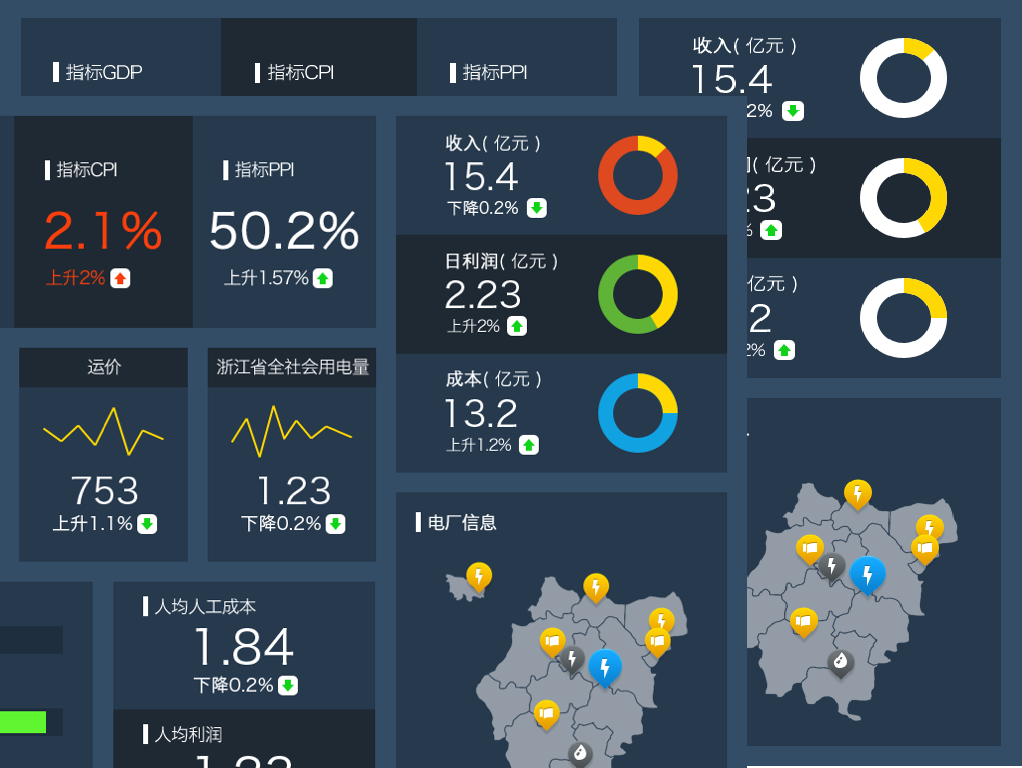 指标GDP
指标CPI
指标PPI
收入( 亿元 )
15.4
2%
( 亿元 )
3
亿元 )
2
2%
指标CPI
2.1%
上升2%
指标PPI
50.2%
上升1.57%
收入( 亿元 )
15.4
下降0.2%
日利润( 亿元 )
2.23
上升2%
成本( 亿元 )
13.2
上升1.2%
运价
753
上升1.1%
浙江省全社会用电量
1.23
下降0.2%
电厂信息
人均人工成本
1.84
下降0.2%
人均利润